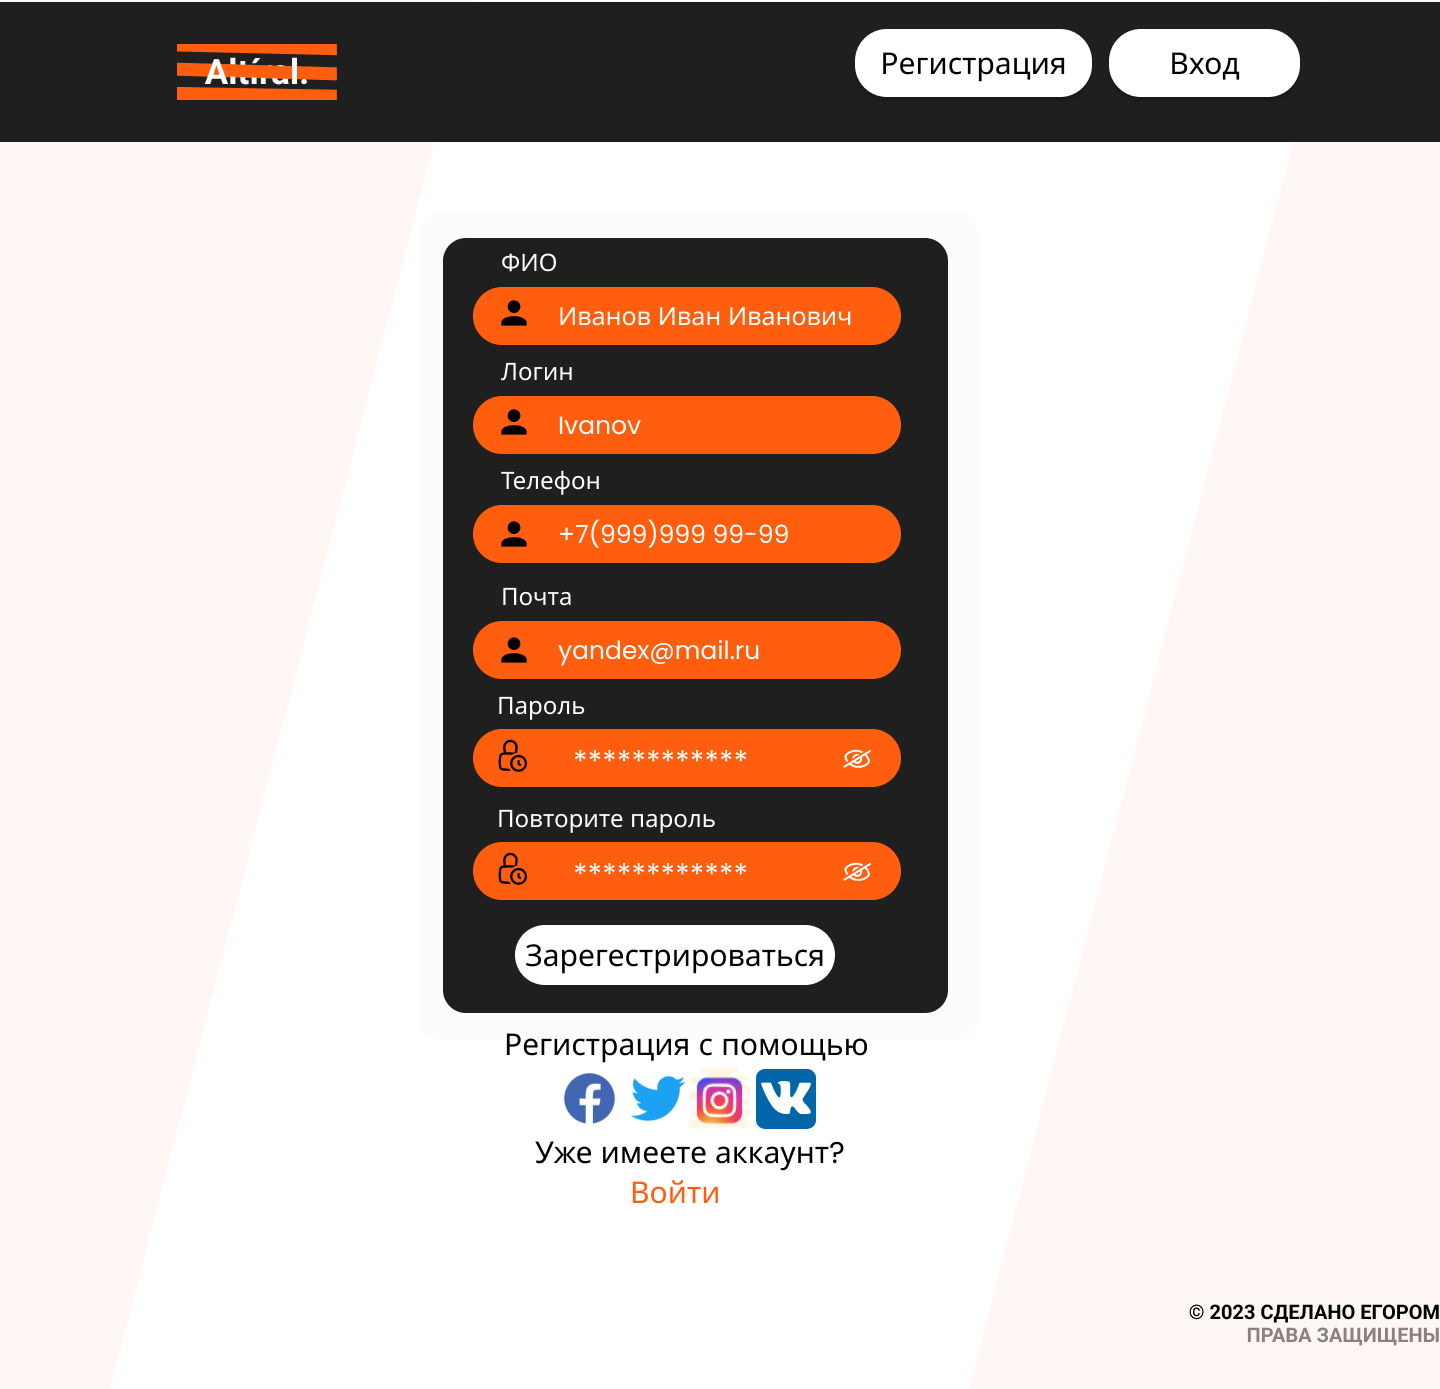 Altíral.
Регистрация
Вход
ФИО
Иванов Иван Иванович
Логин
Ivanov
Телефон
+7(999)999 99-99
Почта
yandex@mail.ru
Пароль
************
Повторите пароль
************
Зарегестрироваться
Регистрация с помощью
Уже имеете аккаунт?
Войти
© 2023 СДЕЛАНО ЕГОРОМ
ПРАВА ЗАЩИЩЕНЫ